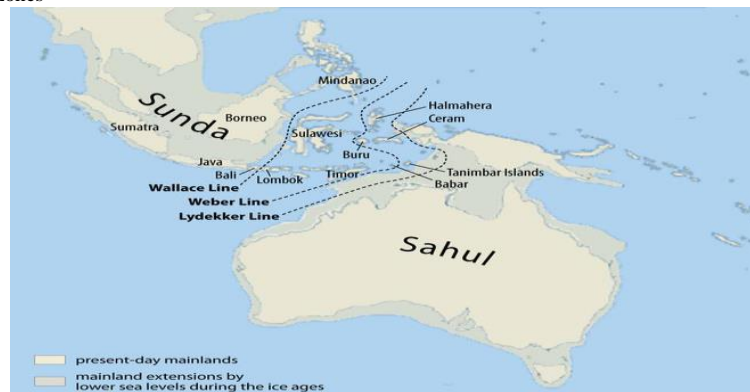 Mindanao
Halmahera
Ceram
Sunda
Borneo
Sumatra
Sulawesi
Buru
Java
Bali
Lombok
Timor
Tanimbar Islands
Babar
Wallace Line
Weber Line
Lydekker Line
Sahul
present-day mainlands
mainland extensions by
lower sea levels during the ice ages